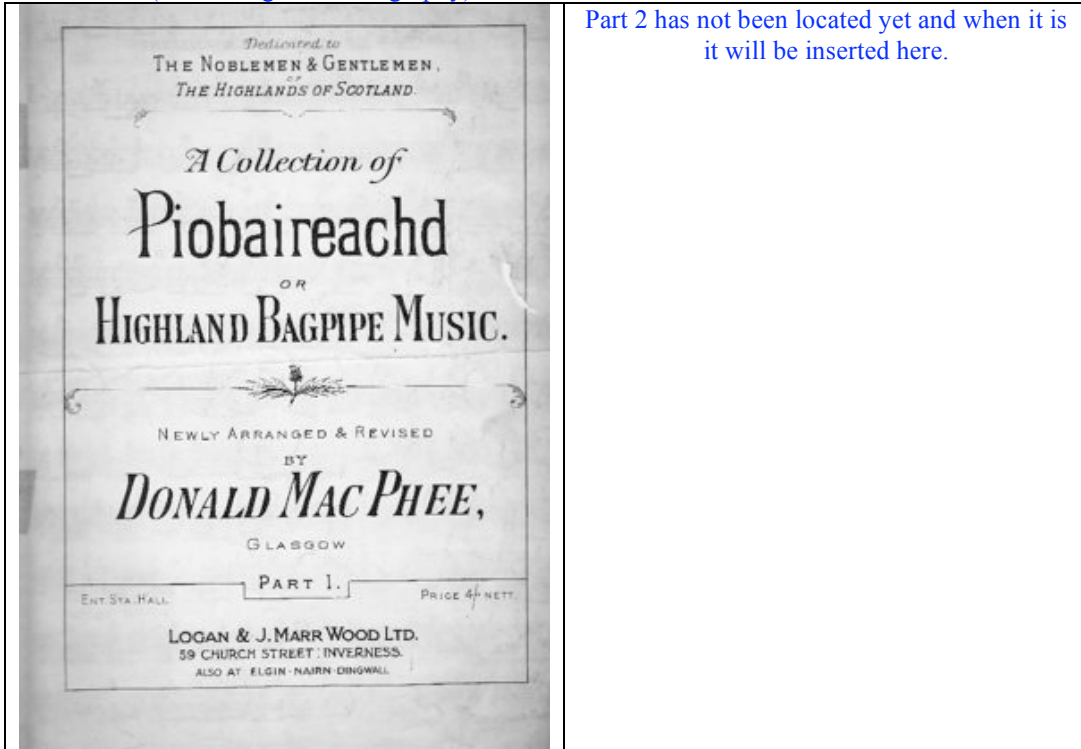 Dedicated to
THE NOBLEMEN & GENTLEMEN,
OF
THE HIGHLANDS OF SCOTLAND.
A Collection of
Piobaireachd
OR
HIGHLAND BAGPIPE MUSIC.
NEWLY ARRANGED & REVISED
BY
DONALD MAC PHEE,
GLASGOW
PART 1.
ENT. STA. HALL.
PRICE 4/- NETT.
LOGAN & J. MARR WOOD LTD.
59 CHURCH STREET : INVERNESS.
ALSO AT ELGIN - NAIRN - DINGWALL
Part 2 has not been located yet and when it is
it will be inserted here.